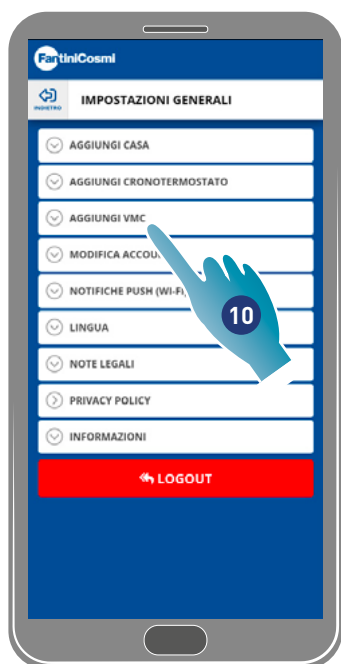 FantiniCosmi
INDIETRO
IMPOSTAZIONI GENERALI
AGGIUNGI CASA
AGGIUNGI CRONOTERMOSTATO
AGGIUNGI VMC
MODIFICA
NOTIFICHE PUSH (WI-FI)
10
LINGUA
NOTE LEGALI
PRIVACY POLICY
INFORMAZIONI
LOGOUT